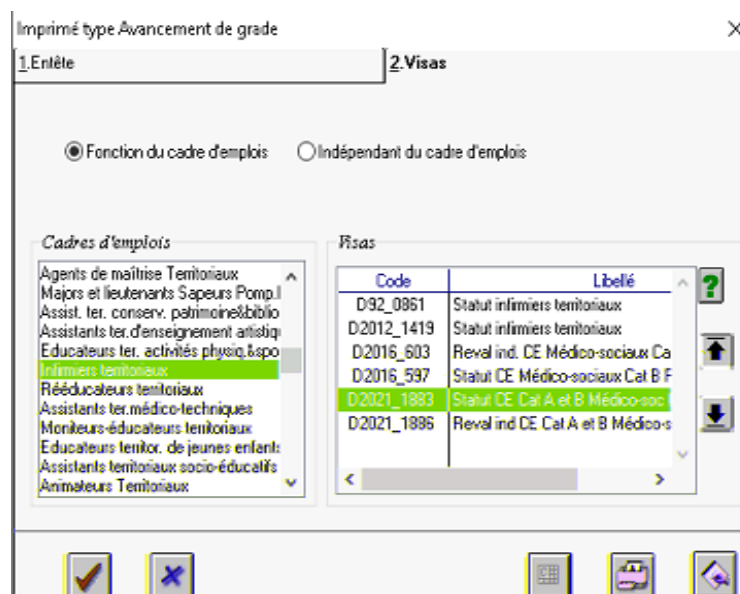 Imprimé type Avancement de grade
1.Entête
2.Visas
Fonction du cadre d'emplois
Indépendant du cadre d'emplois
Cadres d'emplois
Agents de maîtrise Territoriaux
Majors et lieutenants Sapeurs Pomp.
Assist. ter. conserv. patrimoine&biblio
Assistants ter.d'enseignement artistiqu
Educateurs ter. activités physiq.&spo
Infirmiers territoriaux
Rééducateurs territoriaux
Assistants ter.médico-techniques
Moniteurs-éducateurs territoriaux
Educateurs territor. de jeunes enfants
Assistants territoriaux socio-éducatifs
Animateurs Territoriaux
Visas
Code Libellé
D92_0861 Statut infirmiers territoriaux
D2012_1419 Statut infirmiers territoriaux
D2016_603 Reval ind. CE Médico-sociaux Ca
D2016_597 Statut CE Médico-sociaux Cat B F
D2021_1883 Statut CE Cat A et B Médico-soc
D2021_1886 Reval ind CE Cat A et B Médico-s
?